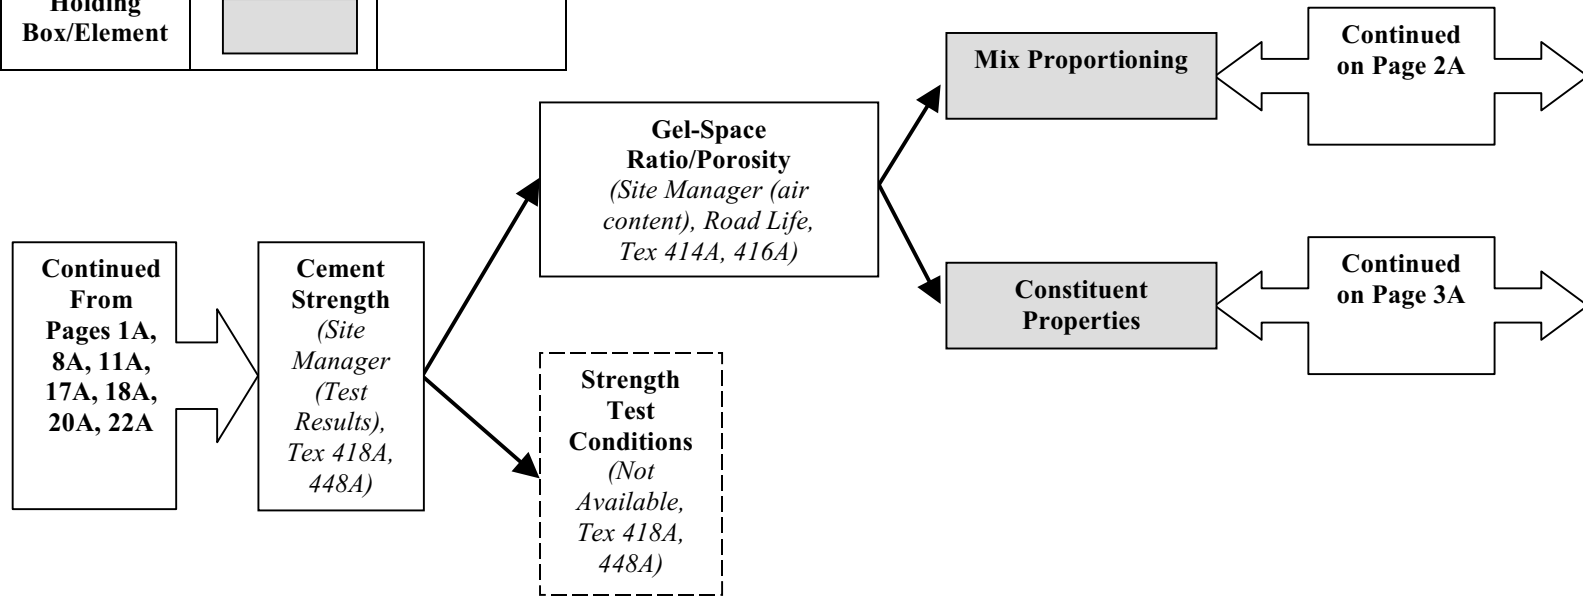 Holding
Box/Element
Mix Proportioning
Continued
on Page 2A
Gel-Space
Ratio/Porosity
(Site Manager (air
content), Road Life,
Tex 414A, 416A)
Continued
From
Pages 1A,
8A, 11A,
17A, 18A,
20A, 22A
Cement
Strength
(Site
Manager
(Test
Results),
Tex 418A,
448A)
Constituent
Properties
Continued
on Page 3A
Strength
Test
Conditions
(Not
Available,
Tex 418A,
448A)